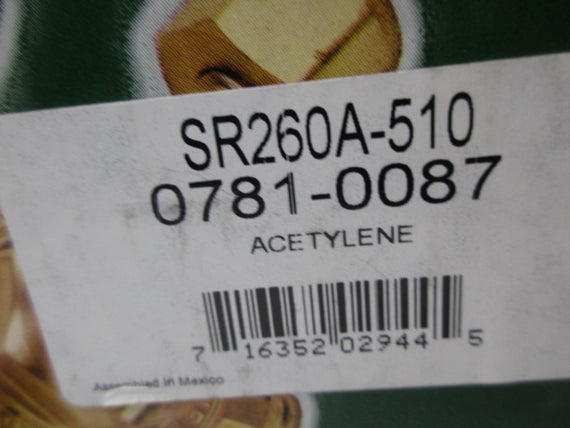 SR260A-510
0781-0087
ACETYLENE
7 16352 02944 5
Assembled in Mexico